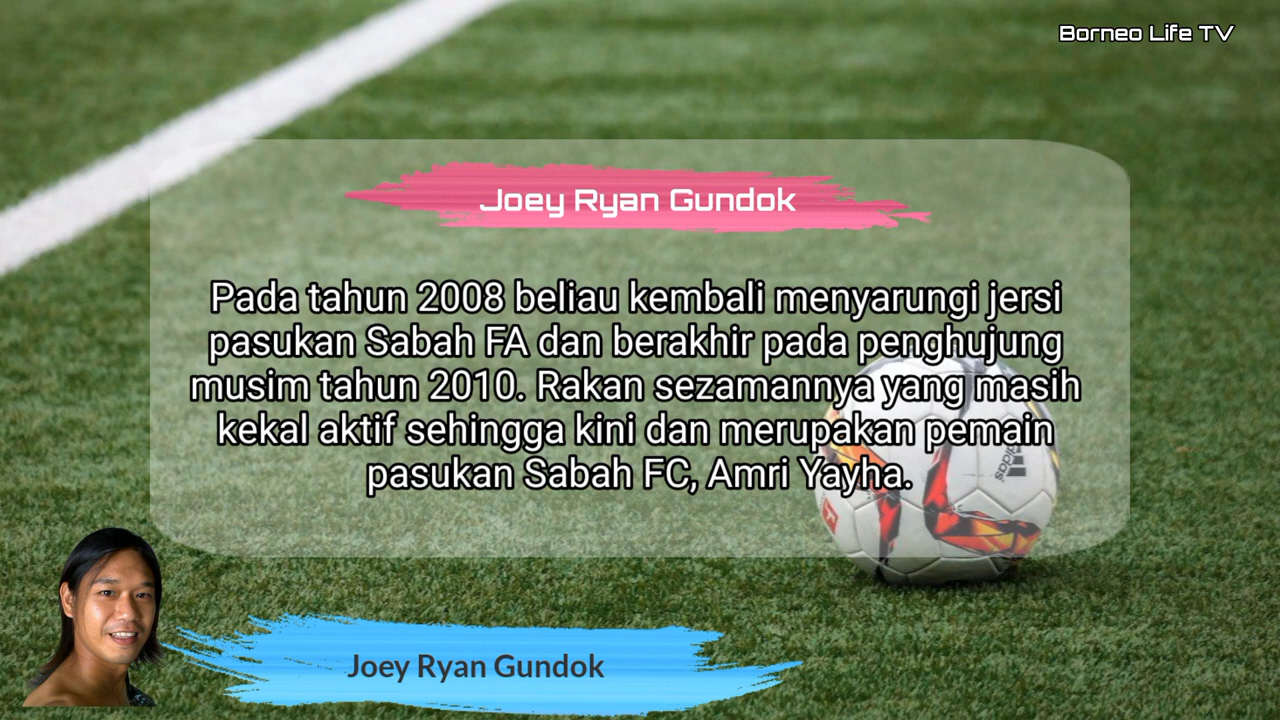 Borneo Life TV
Joey Ryan Gundok
Pada tahun 2008 beliau kembali menyarungi jersi
pasukan Sabah FA dan berakhir pada penghujung
musim tahun 2010. Rakan sezamannya yang masih
kekal aktif sehingga kini dan merupakan pemain
pasukan Sabah FC, Amri Yayha.
adidas
Joey Ryan Gundok